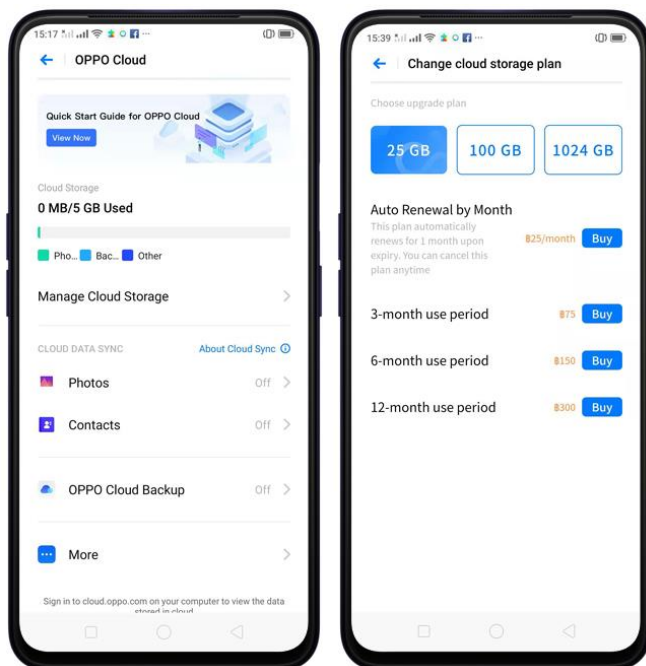 15:17
OPPO Cloud
Quick Start Guide for OPPO Cloud
View Now
Cloud Storage
0 MB/5 GB Used
Pho... Bac... Other
Manage Cloud Storage
CLOUD DATA SYNC About Cloud Sync
Photos Off
Contacts Off
OPPO Cloud Backup Off
More
Sign in to cloud.oppo.com on your computer to view the data
stored in cloud
15:39
Change cloud storage plan
Choose upgrade plan
25 GB 100 GB 1024 GB
Auto Renewal by Month
This plan automatically
renews for 1 month upon
expiry. You can cancel this
plan anytime
฿25/month Buy
3-month use period ฿75 Buy
6-month use period ฿150 Buy
12-month use period ฿300 Buy